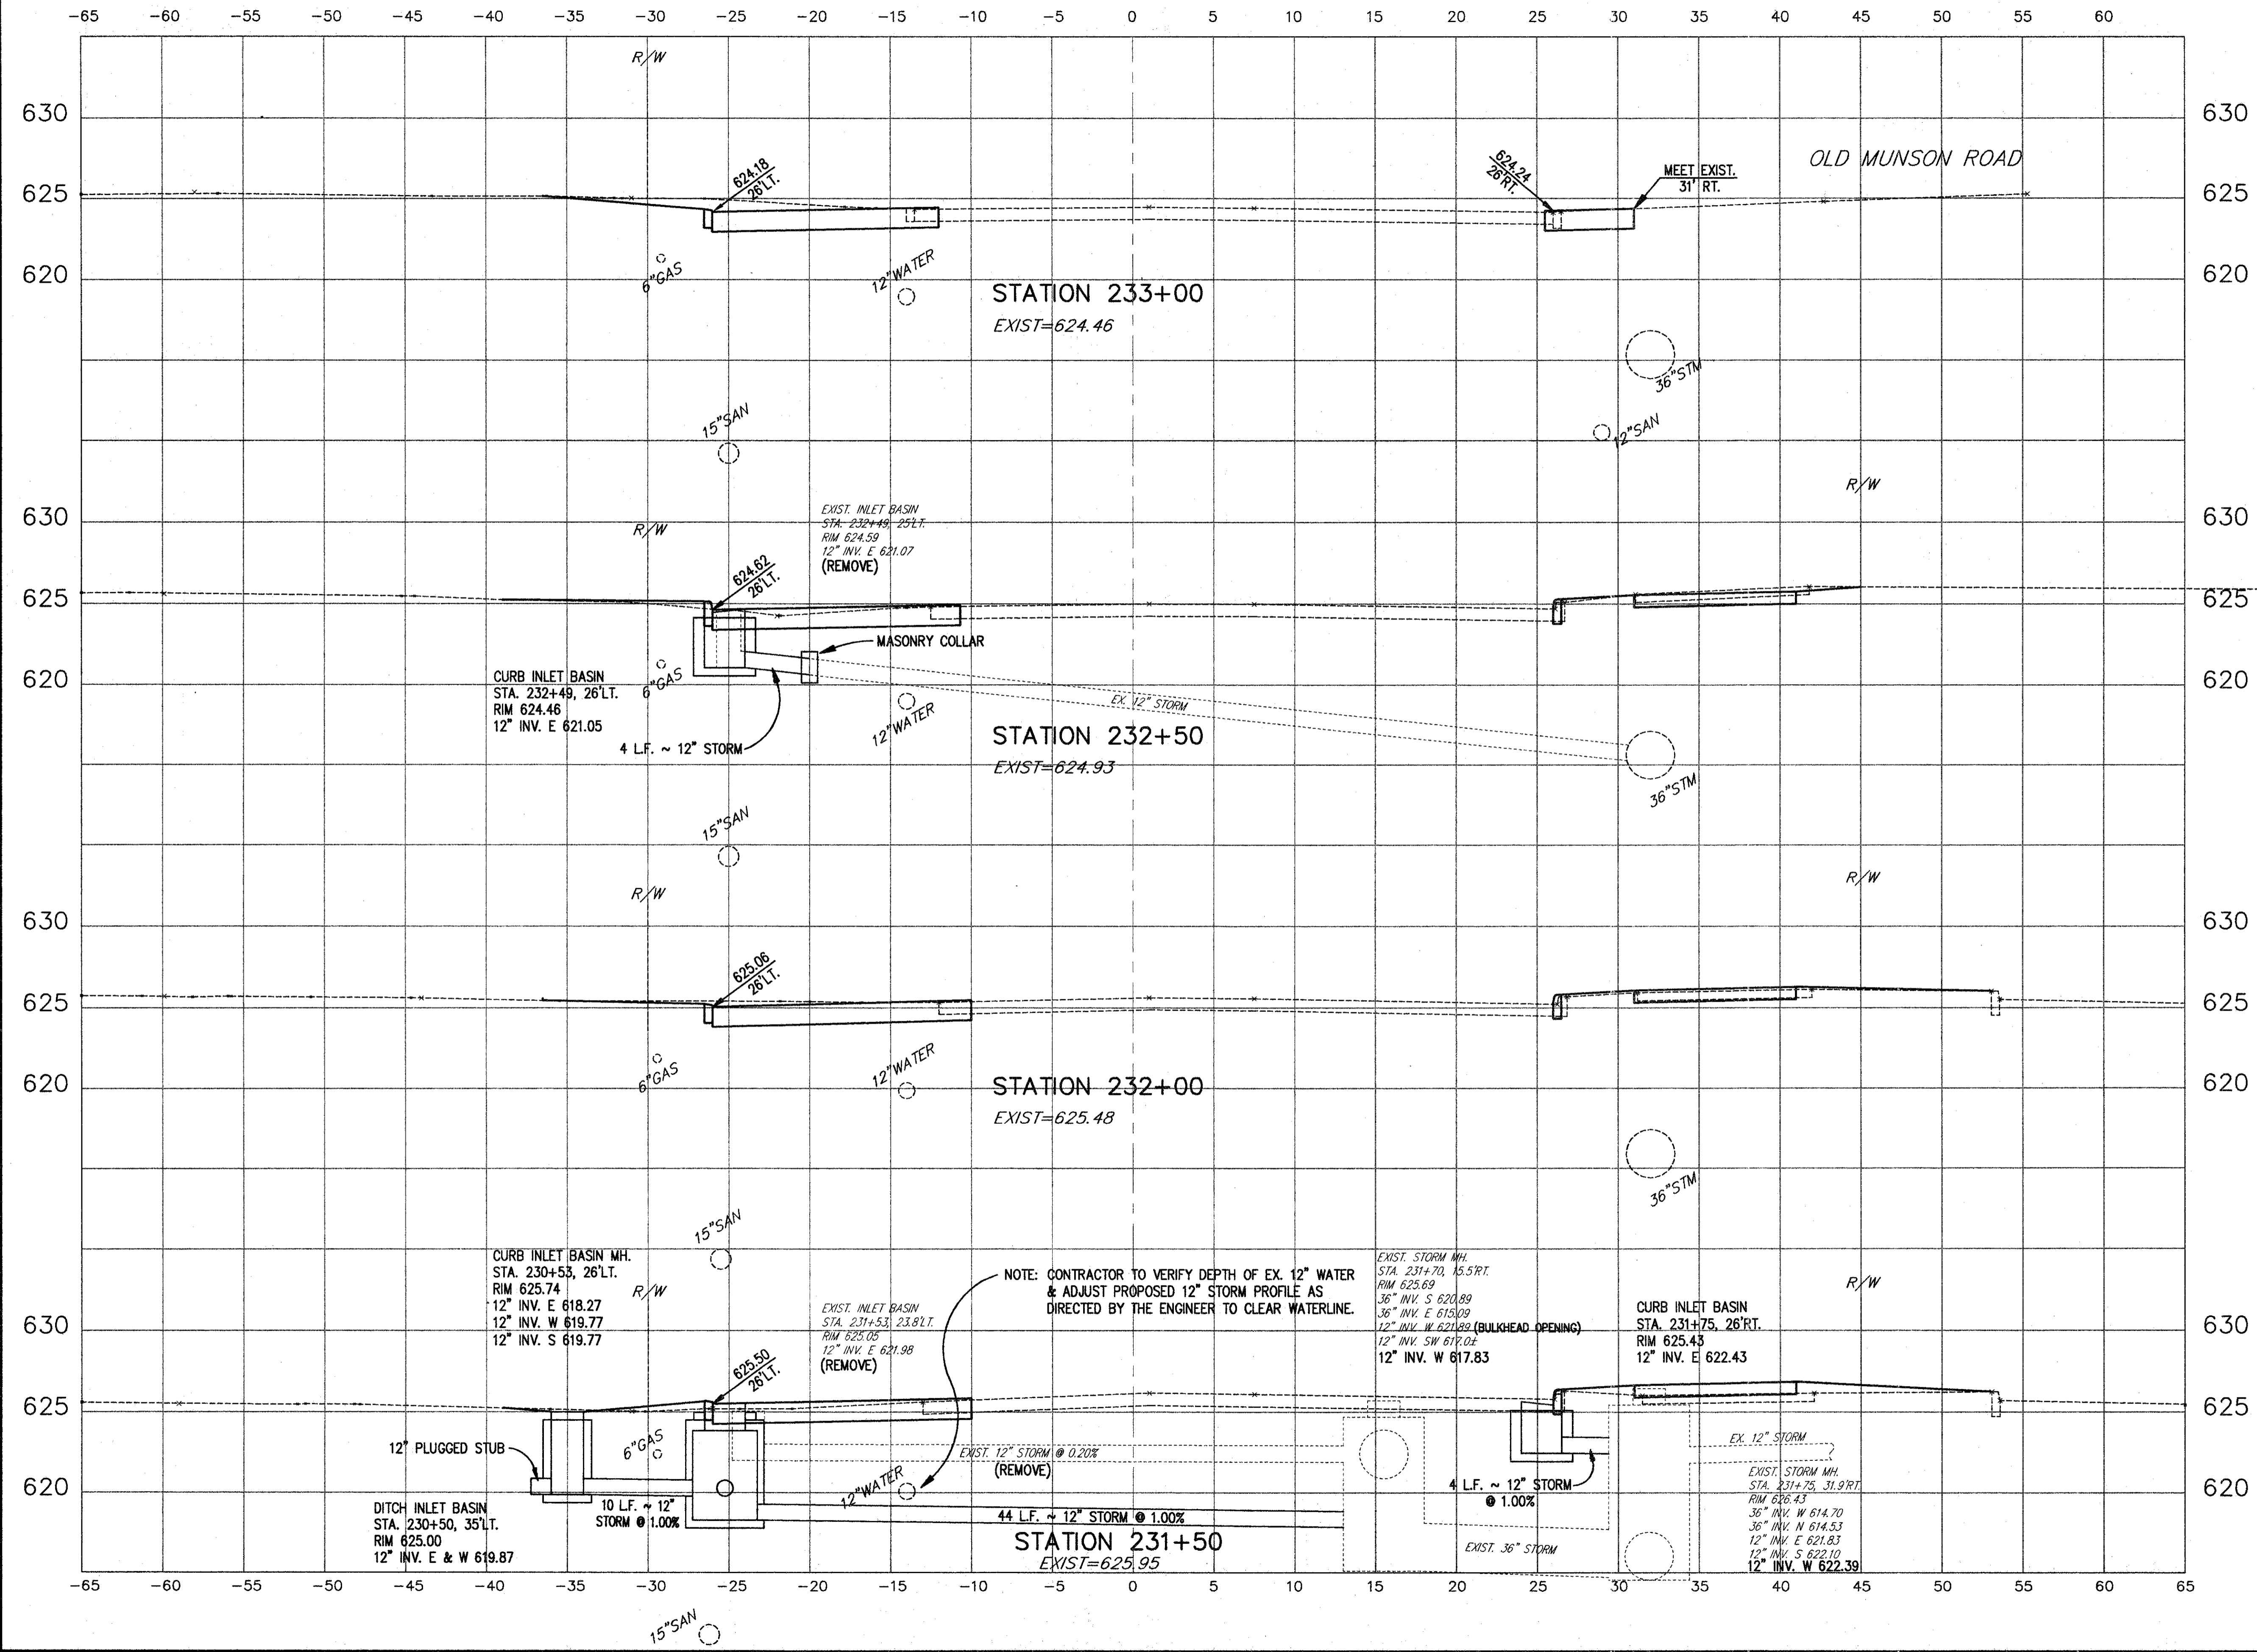 -65 -60 -55 -50 -45 -40 -35 -30 -25 -20 -15 -10 -5 0 5 10 15 20 25 30 35 40 45 50 55 60
R/W
630 630
OLD MUNSON ROAD
624.18
26'LT.
624.24
26'RT.
MEET EXIST.
31' RT.
625 625
6"GAS
12"WATER
620 620
STATION 233+00
EXIST=624.46
36"STM
15"SAN
12"SAN
R/W
R/W
630 630
EXIST. INLET BASIN
STA. 232+49, 25'LT.
RIM 624.59
12" INV. E 621.07
(REMOVE)
624.62
26'LT.
625 625
MASONRY COLLAR
CURB INLET BASIN
STA. 232+49, 26'LT.
RIM 624.46
12" INV. E 621.05
6"GAS
620 620
12"WATER
EX. 12" STORM
4 L.F. ~ 12" STORM
STATION 232+50
EXIST=624.93
36"STM
15"SAN
R/W
R/W
630 630
625.06
26'LT.
625 625
6"GAS
12"WATER
620 620
STATION 232+00
EXIST=625.48
36"STM
15"SAN
CURB INLET BASIN MH.
STA. 230+53, 26'LT.
RIM 625.74
12" INV. E 618.27
12" INV. W 619.77
12" INV. S 619.77
R/W
NOTE: CONTRACTOR TO VERIFY DEPTH OF EX. 12" WATER
& ADJUST PROPOSED 12" STORM PROFILE AS
DIRECTED BY THE ENGINEER TO CLEAR WATERLINE.
EXIST. STORM MH.
STA. 231+70, 15.5'RT.
RIM 625.69
36" INV. S 620.89
36" INV. E 615.09
12" INV. W 621.89 (BULKHEAD OPENING)
12" INV. SW 617.0±
12" INV. W 617.83
R/W
CURB INLET BASIN
STA. 231+75, 26'RT.
RIM 625.43
12" INV. E 622.43
630 630
EXIST. INLET BASIN
STA. 231+53, 23.8'LT.
RIM 625.05
12" INV. E 621.98
(REMOVE)
625.50
26'LT.
625 625
12" PLUGGED STUB
6"GAS
EXIST. 12" STORM @ 0.20%
(REMOVE)
EX. 12" STORM
12"WATER
620 620
DITCH INLET BASIN
STA. 230+50, 35'LT.
RIM 625.00
12" INV. E & W 619.87
10 L.F. ~ 12"
STORM @ 1.00%
44 L.F. ~ 12" STORM @ 1.00%
4 L.F. ~ 12" STORM
@ 1.00%
EXIST. STORM MH.
STA. 231+75, 31.9'RT.
RIM 626.43
36" INV. W 614.70
36" INV. N 614.53
12" INV. E 621.83
12" INV. S 622.10
12" INV. W 622.39
STATION 231+50
EXIST=625.95
EXIST. 36" STORM
-65 -60 -55 -50 -45 -40 -35 -30 -25 -20 -15 -10 -5 0 5 10 15 20 25 30 35 40 45 50 55 60 65
15"SAN